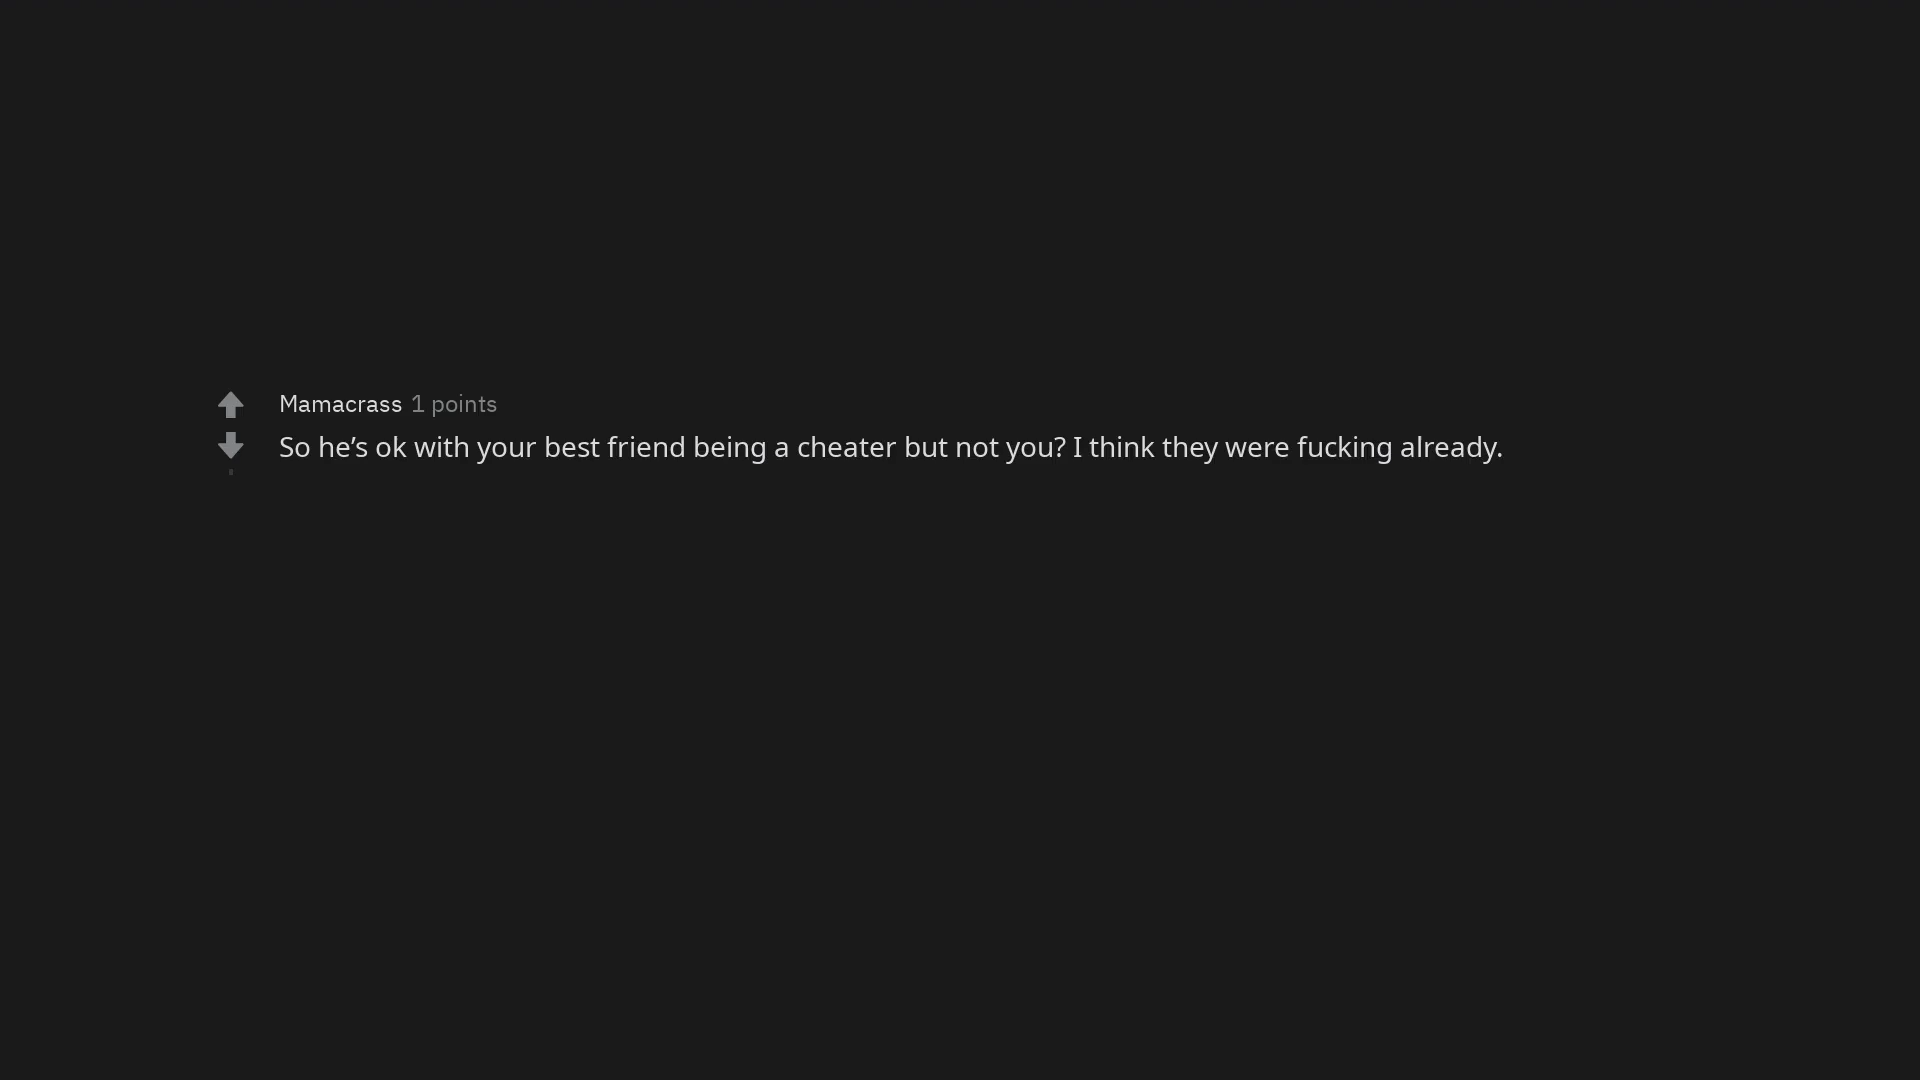 Mamacrass 1 points
So he’s ok with your best friend being a cheater but not you? I think they were fucking already.